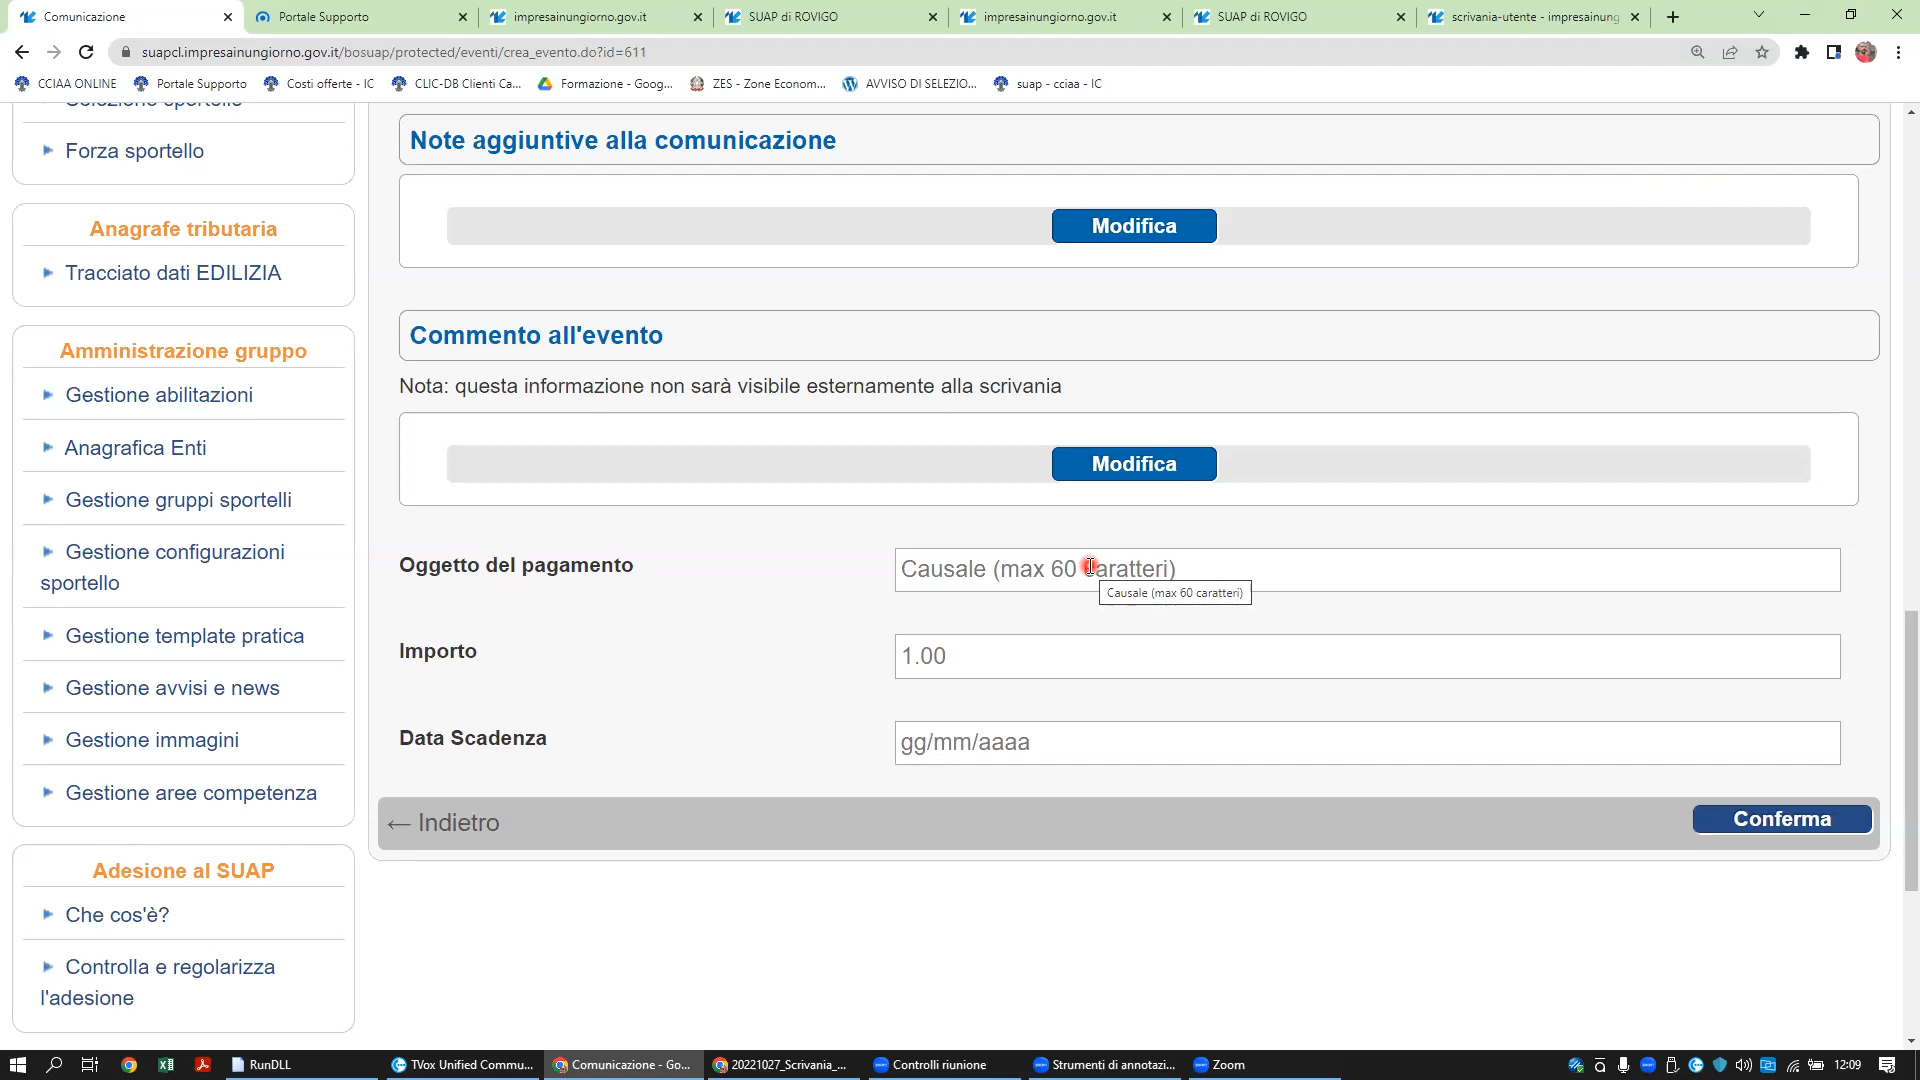 Comunicazione
Portale Supporto
impresainungiorno.gov.it
SUAP di ROVIGO
impresainungiorno.gov.it
SUAP di ROVIGO
scrivania-utente - impresainung
suapcl.impresainungiorno.gov.it/bosuap/protected/eventi/crea_evento.do?id=611
CCIAA ONLINE
Portale Supporto
Costi offerte - IC
CLIC-DB Clienti Ca...
Formazione - Goog...
ZES - Zone Econom...
AVVISO DI SELEZIO...
suap - cciaa - IC
Selezione sportello
Forza sportello
Anagrafe tributaria
Tracciato dati EDILIZIA
Amministrazione gruppo
Gestione abilitazioni
Anagrafica Enti
Gestione gruppi sportelli
Gestione configurazioni
sportello
Gestione template pratica
Gestione avvisi e news
Gestione immagini
Gestione aree competenza
Adesione al SUAP
Che cos'è?
Controlla e regolarizza
l'adesione
Note aggiuntive alla comunicazione
Modifica
Commento all'evento
Nota: questa informazione non sarà visibile esternamente alla scrivania
Modifica
Oggetto del pagamento
Causale (max 60 caratteri)
Causale (max 60 caratteri)
Importo
1.00
Data Scadenza
gg/mm/aaaa
← Indietro
Conferma
RunDLL
TVox Unified Commu...
Comunicazione - Go...
20221027_Scrivania_...
Controlli riunione
Strumenti di annotazi...
Zoom
12:09